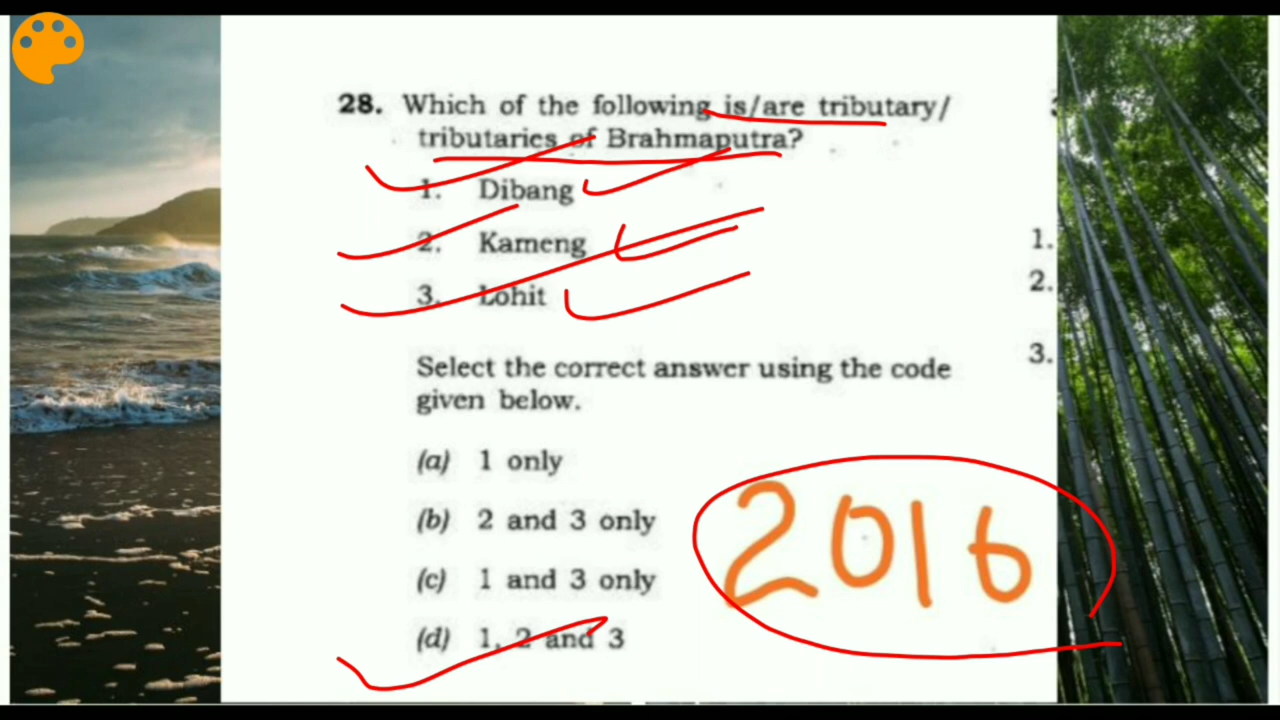 28. Which of the following is/are tributary/
tributaries of Brahmaputra?
1. Dibang
2. Kameng
3. Lohit
Select the correct answer using the code
given below.
(a) 1 only
(b) 2 and 3 only
(c) 1 and 3 only
(d) 1, 2 and 3
2016
1.
2.
3.